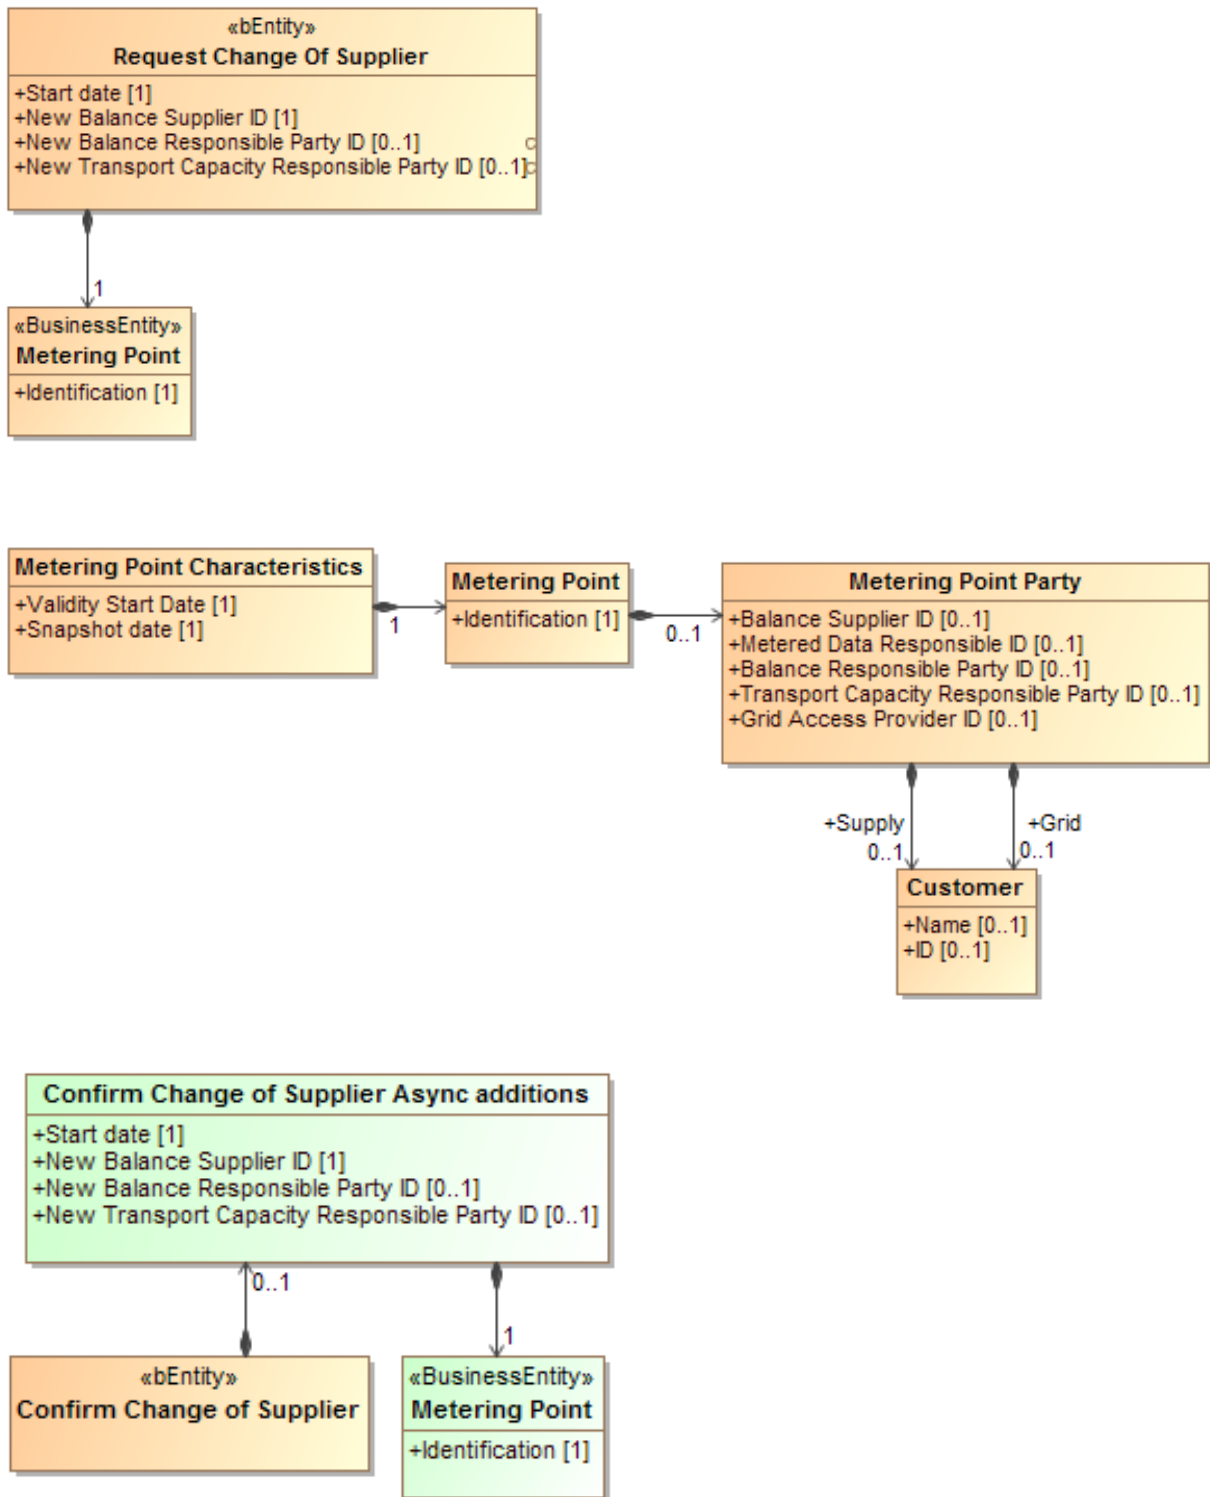 «bEntity»
Request Change Of Supplier
+Start date [1]
+New Balance Supplier ID [1]
+New Balance Responsible Party ID [0..1]
+New Transport Capacity Responsible Party ID [0..1]
1
«BusinessEntity»
Metering Point
+Identification [1]
Metering Point Characteristics
+Validity Start Date [1]
+Snapshot date [1]
1
Metering Point
+Identification [1]
0..1
Metering Point Party
+Balance Supplier ID [0..1]
+Metered Data Responsible ID [0..1]
+Balance Responsible Party ID [0..1]
+Transport Capacity Responsible Party ID [0..1]
+Grid Access Provider ID [0..1]
+Supply
0..1
+Grid
0..1
Customer
+Name [0..1]
+ID [0..1]
Confirm Change of Supplier Async additions
+Start date [1]
+New Balance Supplier ID [1]
+New Balance Responsible Party ID [0..1]
+New Transport Capacity Responsible Party ID [0..1]
0..1
1
«bEntity»
Confirm Change of Supplier
«BusinessEntity»
Metering Point
+Identification [1]